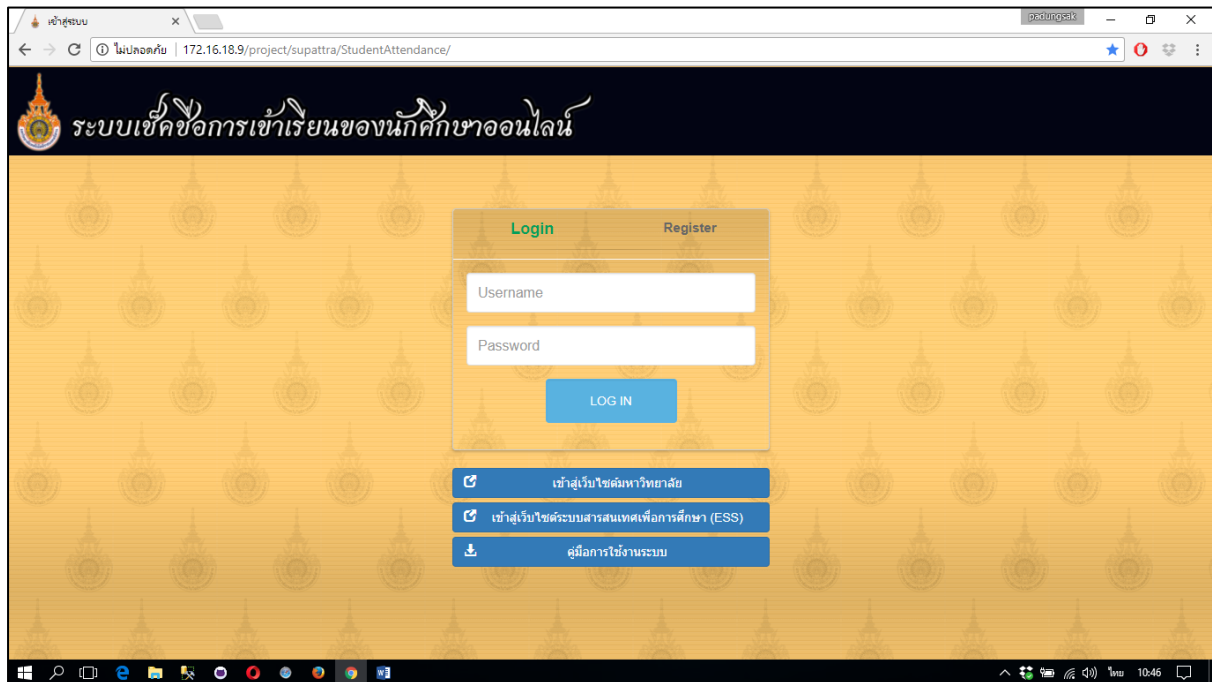 เข้าสู่ระบบ
padungsak
ไม่ปลอดภัย | 172.16.18.9/project/supattra/StudentAttendance/
ระบบเช็คชื่อการเข้าเรียนของนักศึกษาออนไลน์
Login Register
Username
Password
LOG IN
เข้าสู่เว็บไซต์มหาวิทยาลัย
เข้าสู่เว็บไซต์ระบบสารสนเทศเพื่อการศึกษา (ESS)
คู่มือการใช้งานระบบ
ไทย 10:46